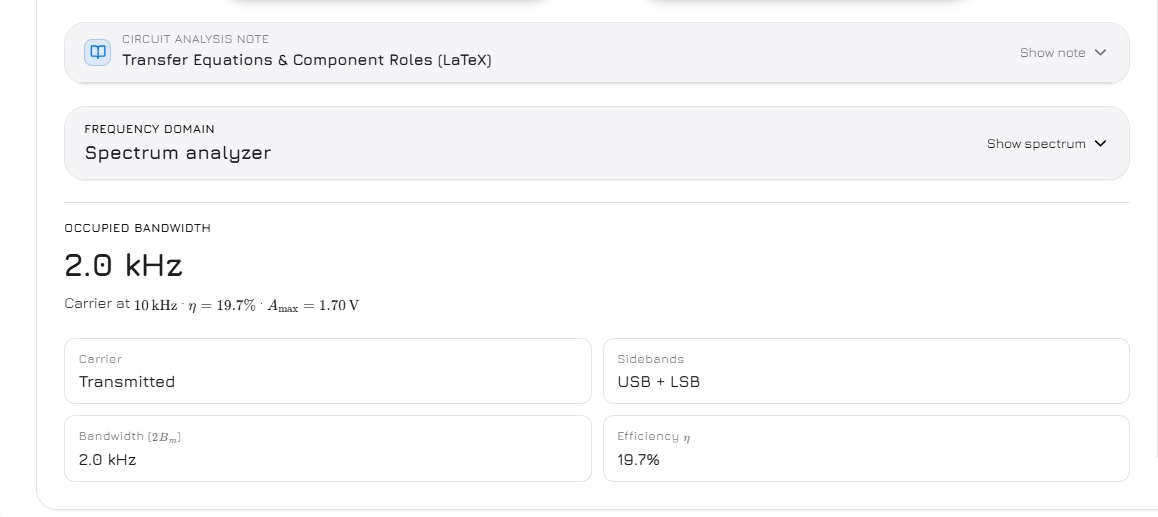 CIRCUIT ANALYSIS NOTE
Transfer Equations & Component Roles (LaTeX)
Show note
FREQUENCY DOMAIN
Spectrum analyzer
Show spectrum
OCCUPIED BANDWIDTH
2.0 kHz
Carrier at 10 kHz · η = 19.7% · A_max = 1.70 V
Carrier
Transmitted
Sidebands
USB + LSB
Bandwidth (2B_m)
2.0 kHz
Efficiency η
19.7%